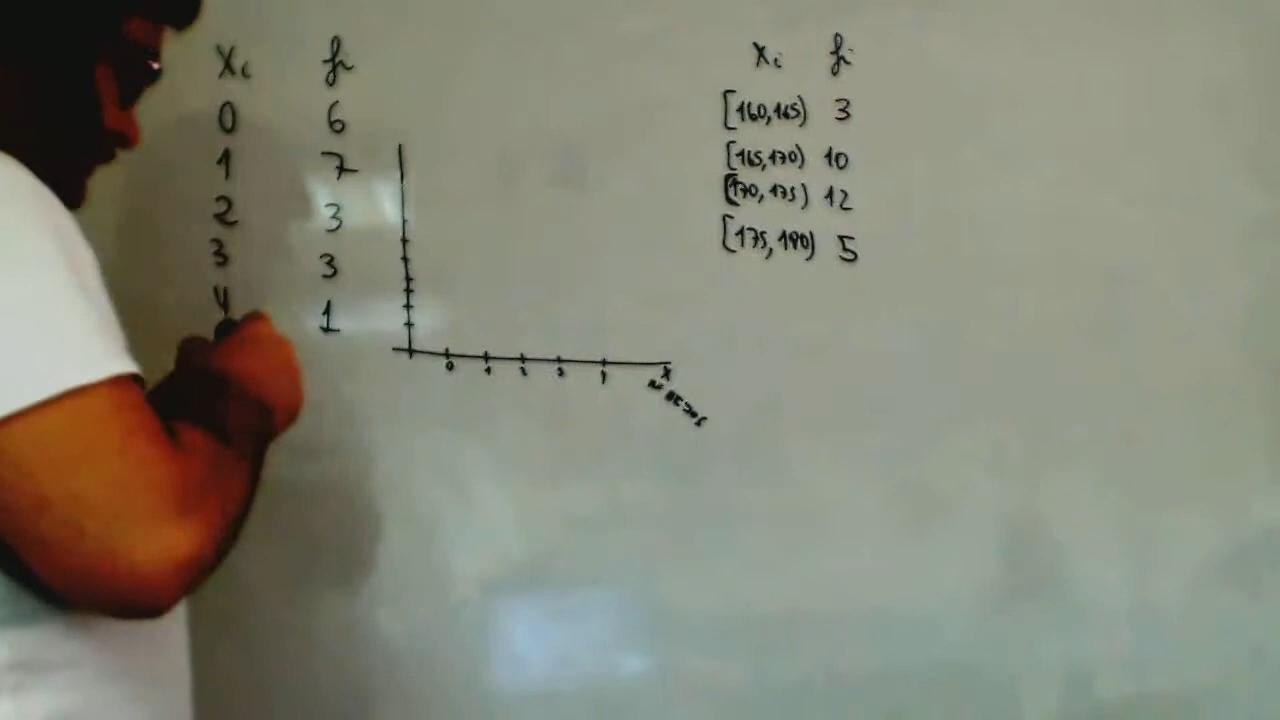 Xi fi
0 6
1 7
2 3
3 3
4 1
0 1 2 3
x
Xi fi
[160,165) 3
[165,170) 10
[170,175) 12
[175,180) 5